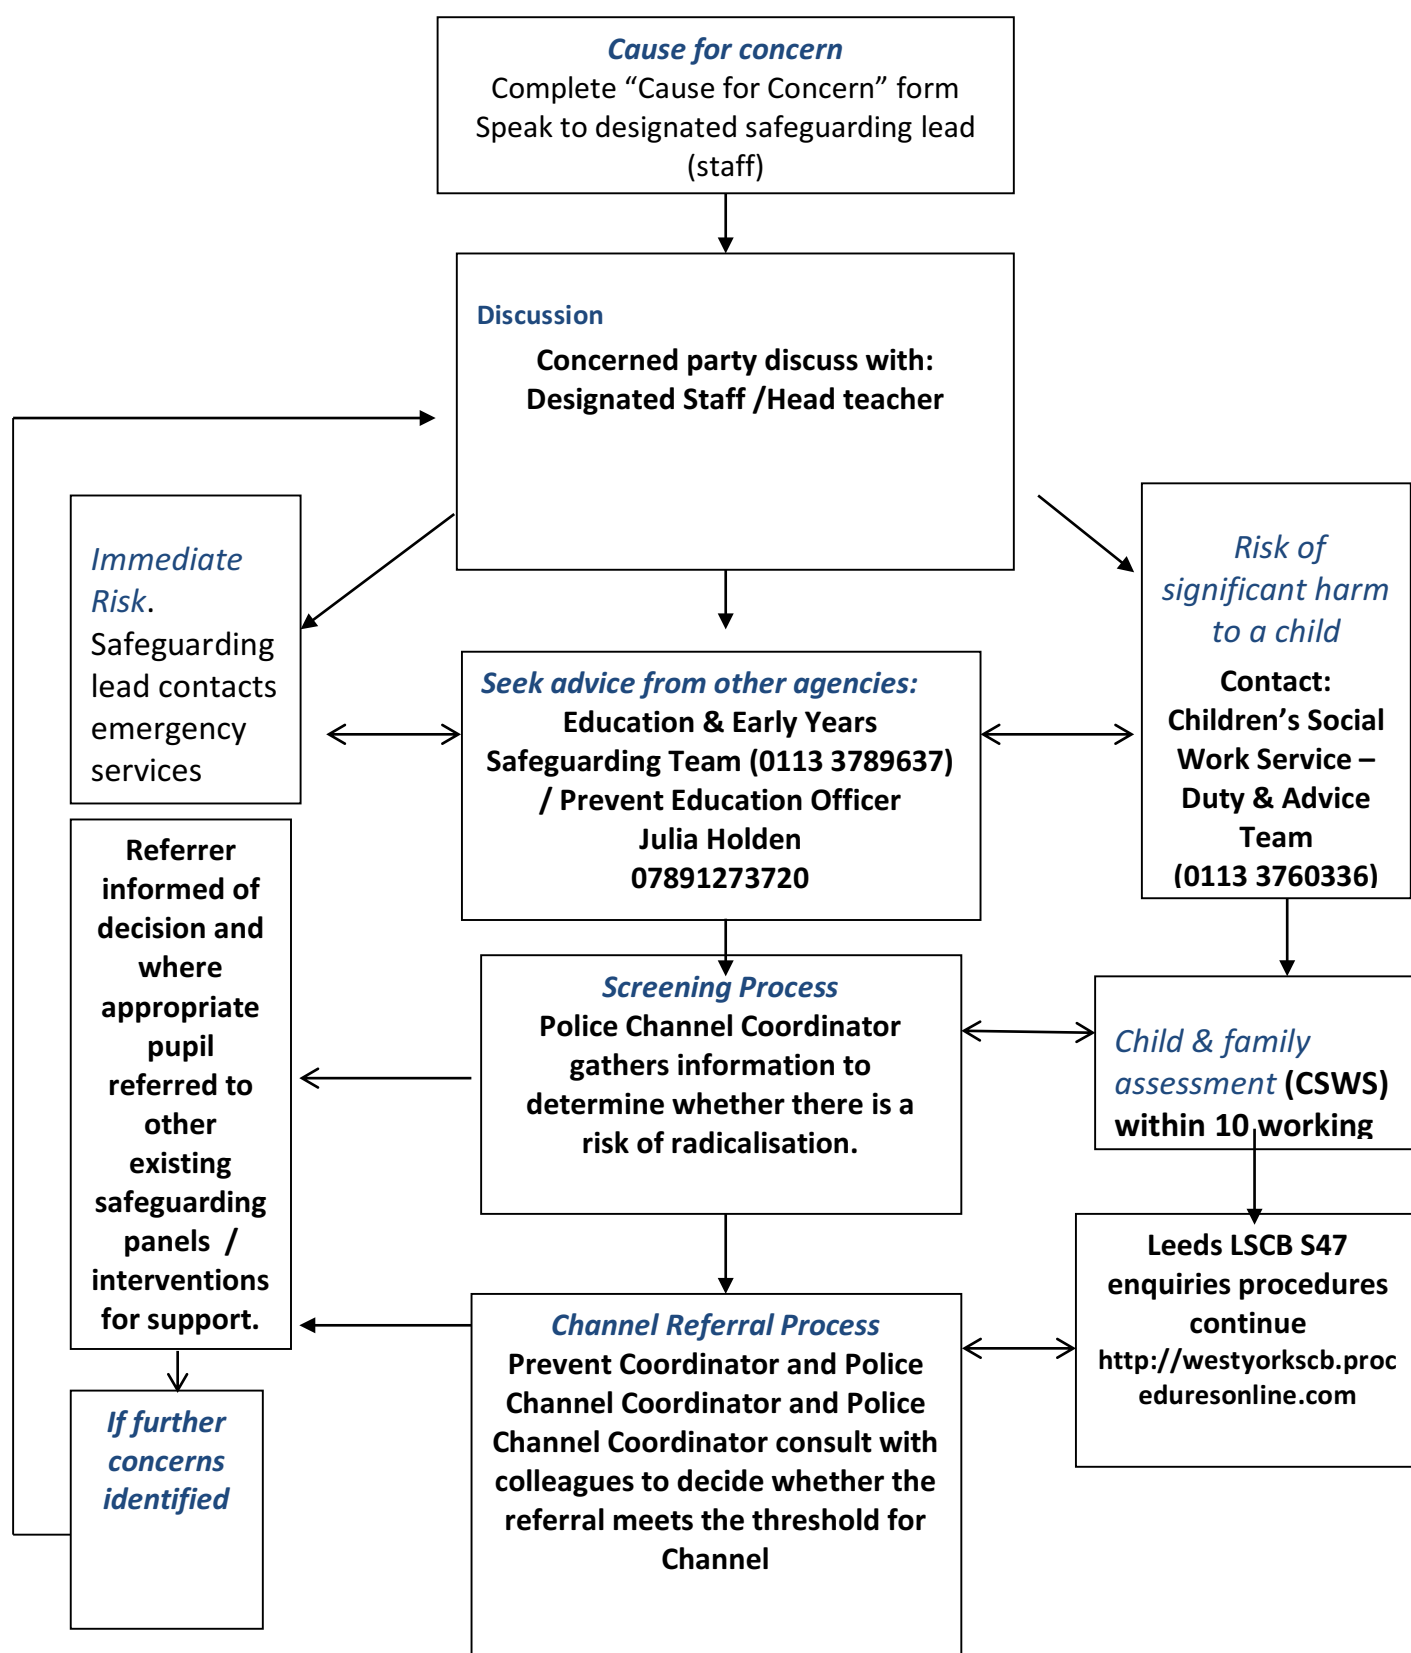 Cause for concern
Complete “Cause for Concern” form
Speak to designated safeguarding lead
(staff)
Discussion
Concerned party discuss with:
Designated Staff /Head teacher
Immediate
Risk.
Safeguarding
lead contacts
emergency
services
Seek advice from other agencies:
Education & Early Years
Safeguarding Team (0113 3789637)
/ Prevent Education Officer
Julia Holden
07891273720
Risk of
significant harm
to a child
Contact:
Children’s Social
Work Service –
Duty & Advice
Team
(0113 3760336)
Referrer
informed of
decision and
where
appropriate
pupil
referred to
other
existing
safeguarding
panels /
interventions
for support.
Screening Process
Police Channel Coordinator
gathers information to
determine whether there is a
risk of radicalisation.
Child & family
assessment (CSWS)
within 10 working
Leeds LSCB S47
enquiries procedures
continue
http://westyorkscb.proc
eduresonline.com
Channel Referral Process
Prevent Coordinator and Police
Channel Coordinator and Police
Channel Coordinator consult with
colleagues to decide whether the
referral meets the threshold for
Channel
If further
concerns
identified